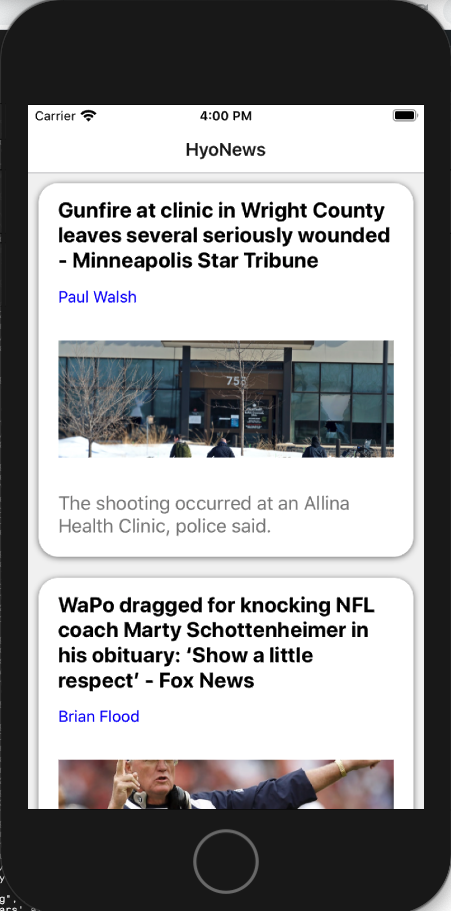 Carrier 4:00 PM
HyoNews
Gunfire at clinic in Wright County
leaves several seriously wounded
- Minneapolis Star Tribune
Paul Walsh
755
The shooting occurred at an Allina
Health Clinic, police said.
WaPo dragged for knocking NFL
coach Marty Schottenheimer in
his obituary: ‘Show a little
respect’ - Fox News
Brian Flood